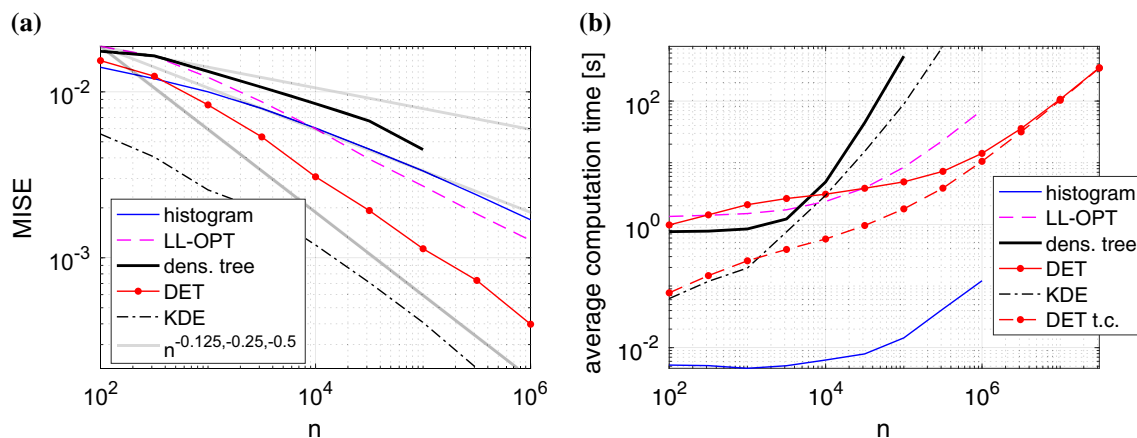 (a)
MISE
10^-2
10^-3
histogram
LL-OPT
dens. tree
DET
KDE
n^-0.125,-0.25,-0.5
10^2
10^4
10^6
n
(b)
average computation time [s]
10^2
10^0
10^-2
histogram
LL-OPT
dens. tree
DET
KDE
DET t.c.
10^2
10^4
10^6
n